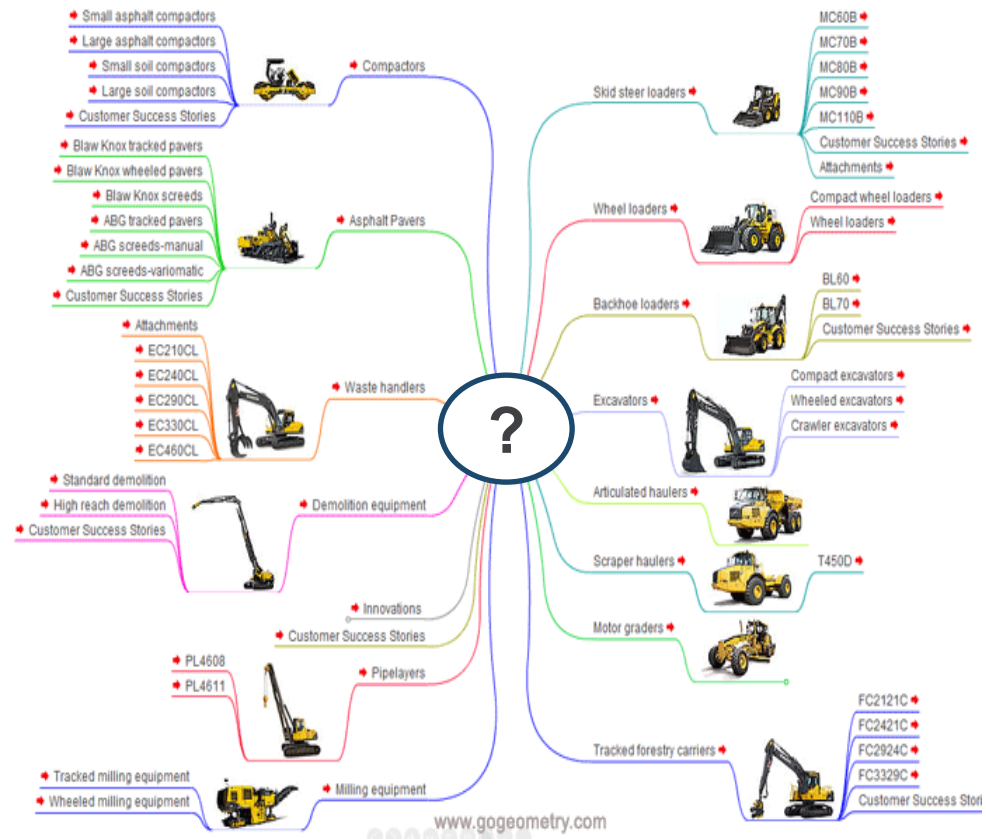 Small asphalt compactors
Large asphalt compactors
Small soil compactors
Large soil compactors
Customer Success Stories
Compactors
Blaw Knox tracked pavers
Blaw Knox wheeled pavers
Blaw Knox screeds
ABG tracked pavers
ABG screeds-manual
ABG screeds-variomatic
Customer Success Stories
Asphalt Pavers
Attachments
EC210CL
EC240CL
EC290CL
EC330CL
EC460CL
Waste handlers
Standard demolition
High reach demolition
Customer Success Stories
Demolition equipment
Innovations
Customer Success Stories
PL4608
PL4611
Pipelayers
Tracked milling equipment
Wheeled milling equipment
Milling equipment
?
Skid steer loaders
MC60B
MC70B
MC80B
MC90B
MC110B
Customer Success Stories
Attachments
Wheel loaders
Compact wheel loaders
Wheel loaders
Backhoe loaders
BL60
BL70
Customer Success Stories
Excavators
Compact excavators
Wheeled excavators
Crawler excavators
Articulated haulers
Scraper haulers
T450D
Motor graders
Tracked forestry carriers
FC2121C
FC2421C
FC2924C
FC3329C
Customer Success Stori
www.gogeometry.com